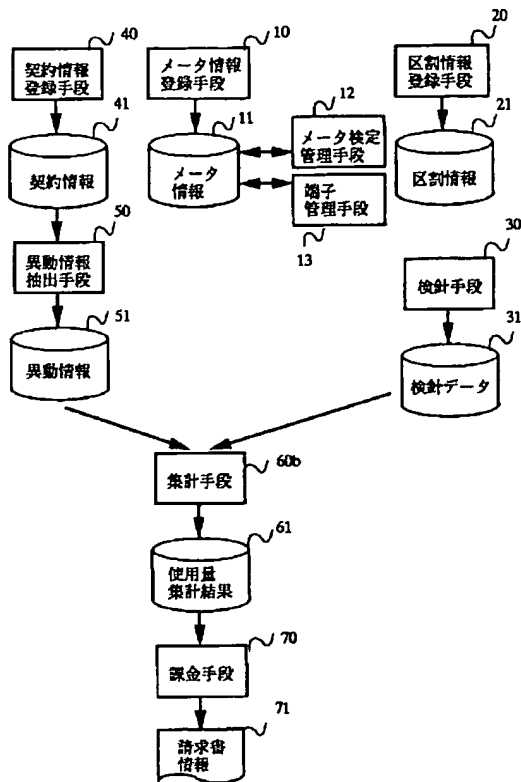 40
契約情報
登録手段
10
メータ情報
登録手段
20
区割情報
登録手段
41
契約情報
11
メータ
情報
12
メータ検定
管理手段
端子
管理手段
13
21
区割情報
50
異動情報
抽出手段
30
検針手段
51
異動情報
31
検針データ
集計手段
60b
61
使用量
集計結果
70
課金手段
71
請求書
情報